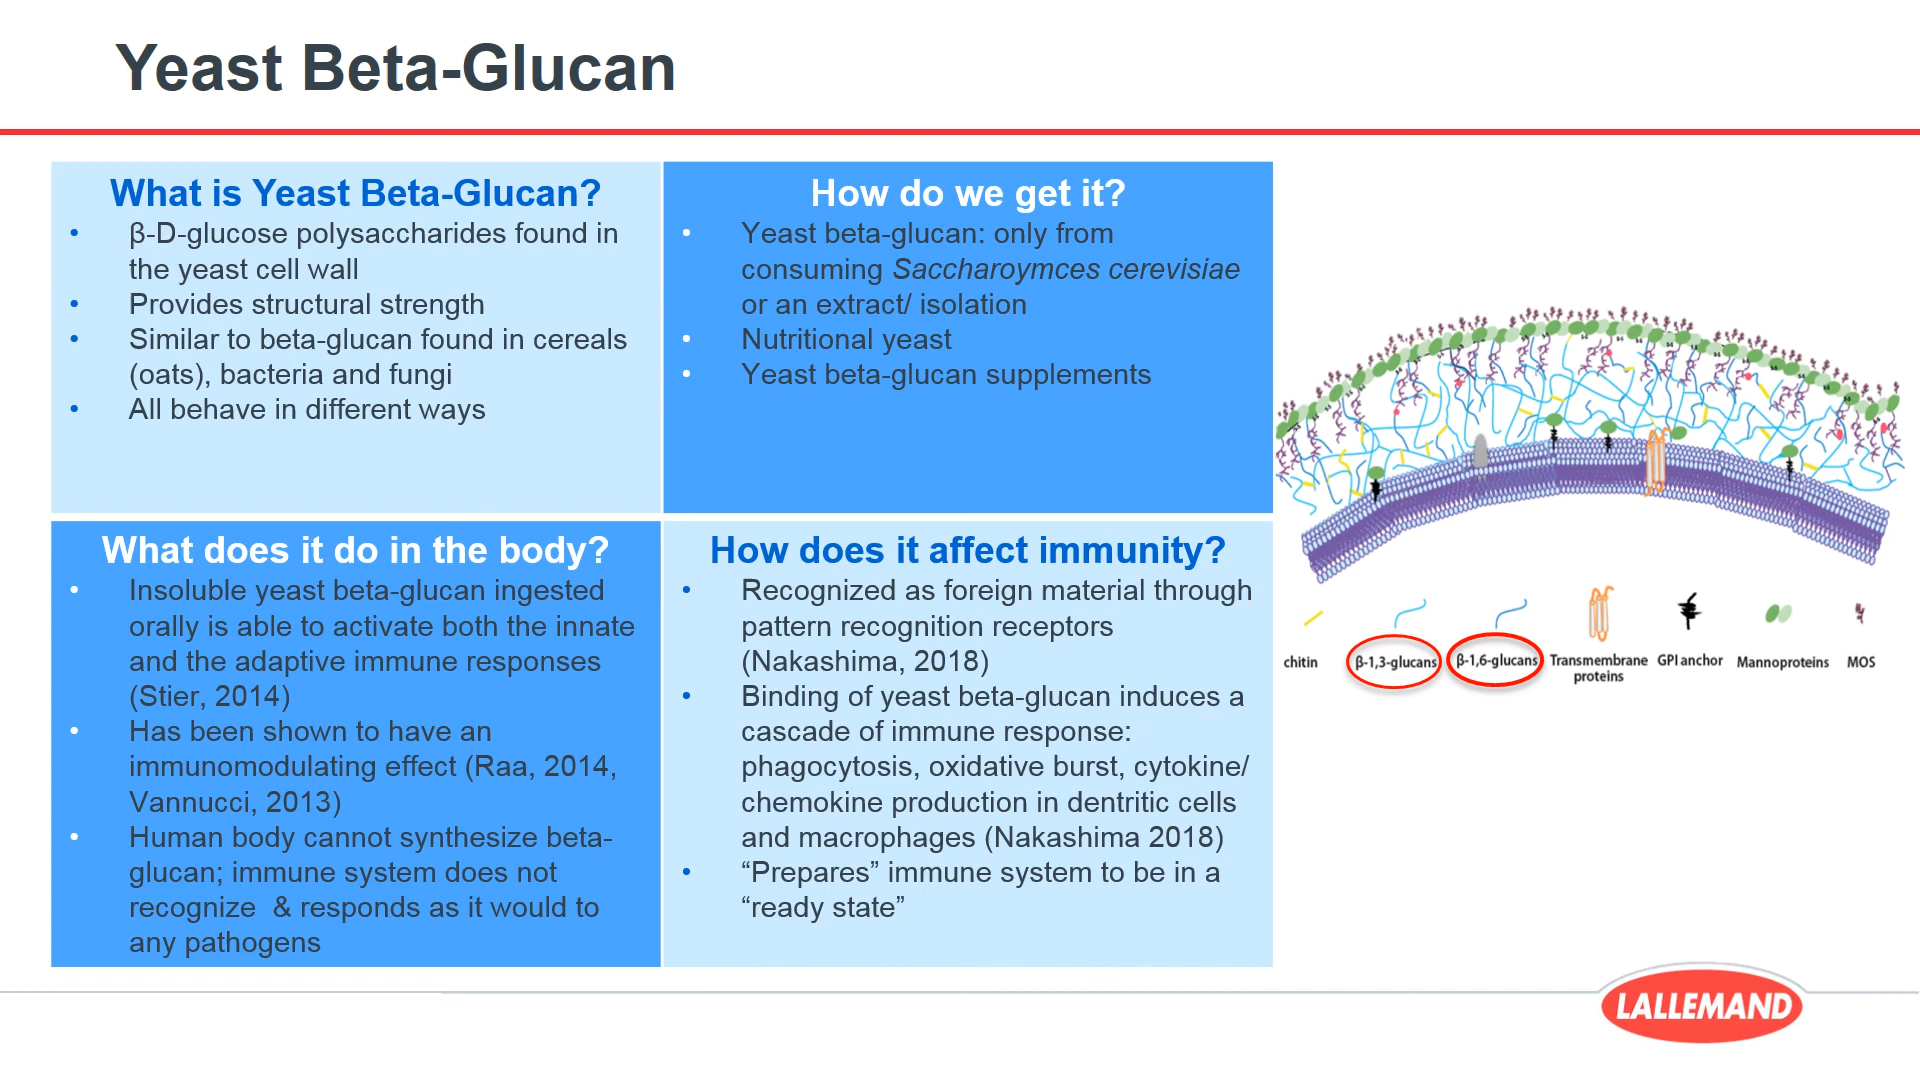 Yeast Beta-Glucan
What is Yeast Beta-Glucan?
• β-D-glucose polysaccharides found in
the yeast cell wall
• Provides structural strength
• Similar to beta-glucan found in cereals
(oats), bacteria and fungi
• All behave in different ways
How do we get it?
• Yeast beta-glucan: only from
consuming Saccharoymces cerevisiae
or an extract/ isolation
• Nutritional yeast
• Yeast beta-glucan supplements
What does it do in the body?
• Insoluble yeast beta-glucan ingested
orally is able to activate both the innate
and the adaptive immune responses
(Stier, 2014)
• Has been shown to have an
immunomodulating effect (Raa, 2014,
Vannucci, 2013)
• Human body cannot synthesize beta-
glucan; immune system does not
recognize & responds as it would to
any pathogens
How does it affect immunity?
• Recognized as foreign material through
pattern recognition receptors
(Nakashima, 2018)
• Binding of yeast beta-glucan induces a
cascade of immune response:
phagocytosis, oxidative burst, cytokine/
chemokine production in dentritic cells
and macrophages (Nakashima 2018)
• “Prepares” immune system to be in a
“ready state”
chitin
β-1,3-glucans
β-1,6-glucans
Transmembrane
proteins
GPI anchor
Mannoproteins
MOS
LALLEMAND